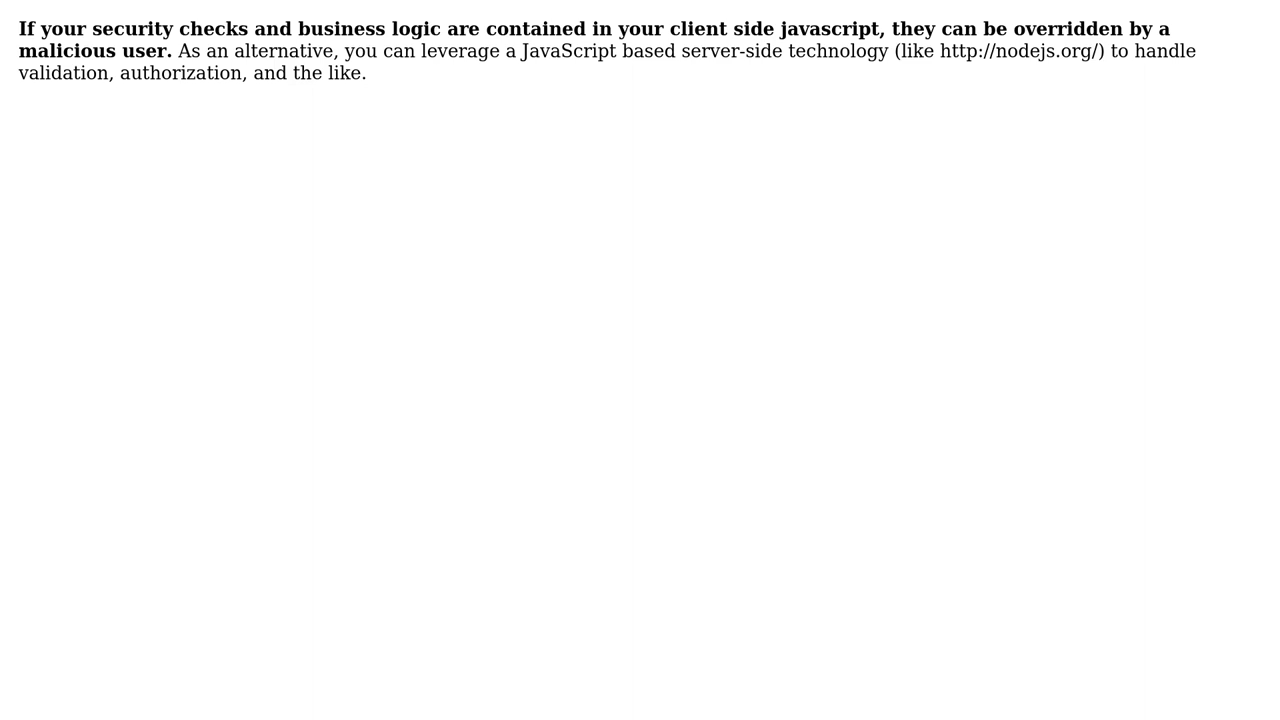 If your security checks and business logic are contained in your client side javascript, they can be overridden by a
malicious user. As an alternative, you can leverage a JavaScript based server-side technology (like http://nodejs.org/) to handle
validation, authorization, and the like.